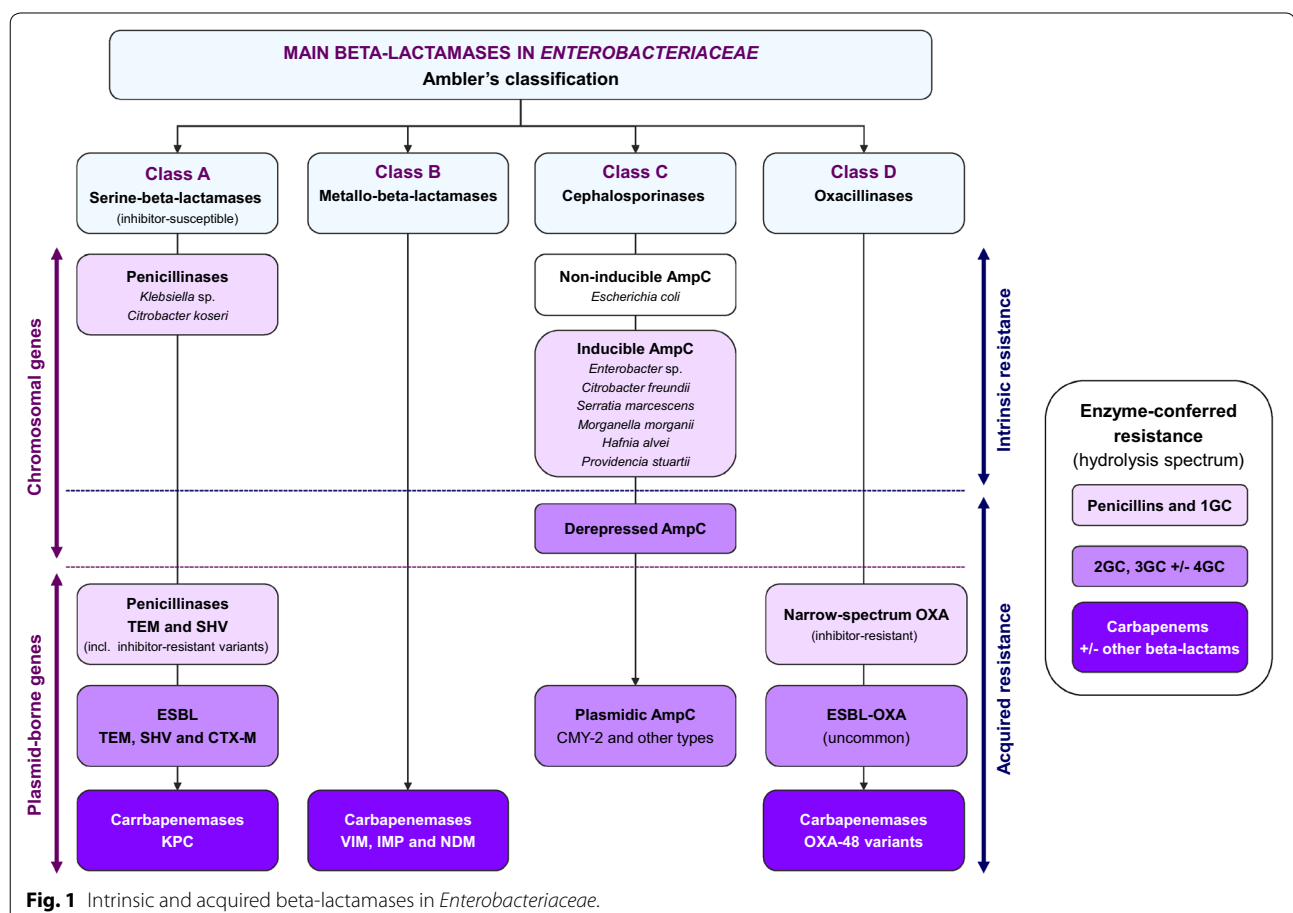 MAIN BETA-LACTAMASES IN ENTEROBACTERIACEAE
Ambler's classification
Class A
Serine-beta-lactamases
(inhibitor-susceptible)
Class B
Metallo-beta-lactamases
Class C
Cephalosporinases
Class D
Oxacillinases
Chromosomal genes
Penicillinases
Klebsiella sp.
Citrobacter koseri
Non-inducible AmpC
Escherichia coli
Inducible AmpC
Enterobacter sp.
Citrobacter freundii
Serratia marcescens
Morganella morganii
Hafnia alvei
Providencia stuartii
Intrinsic resistance
Derepressed AmpC
Plasmid-borne genes
Penicillinases
TEM and SHV
(incl. inhibitor-resistant variants)
Narrow-spectrum OXA
(inhibitor-resistant)
ESBL
TEM, SHV and CTX-M
Plasmidic AmpC
CMY-2 and other types
ESBL-OXA
(uncommon)
Carrbapenemases
KPC
Carbapenemases
VIM, IMP and NDM
Carbapenemases
OXA-48 variants
Acquired resistance
Enzyme-conferred
resistance
(hydrolysis spectrum)
Penicillins and 1GC
2GC, 3GC +/- 4GC
Carbapenems
+/- other beta-lactams
Fig. 1 Intrinsic and acquired beta-lactamases in Enterobacteriaceae.